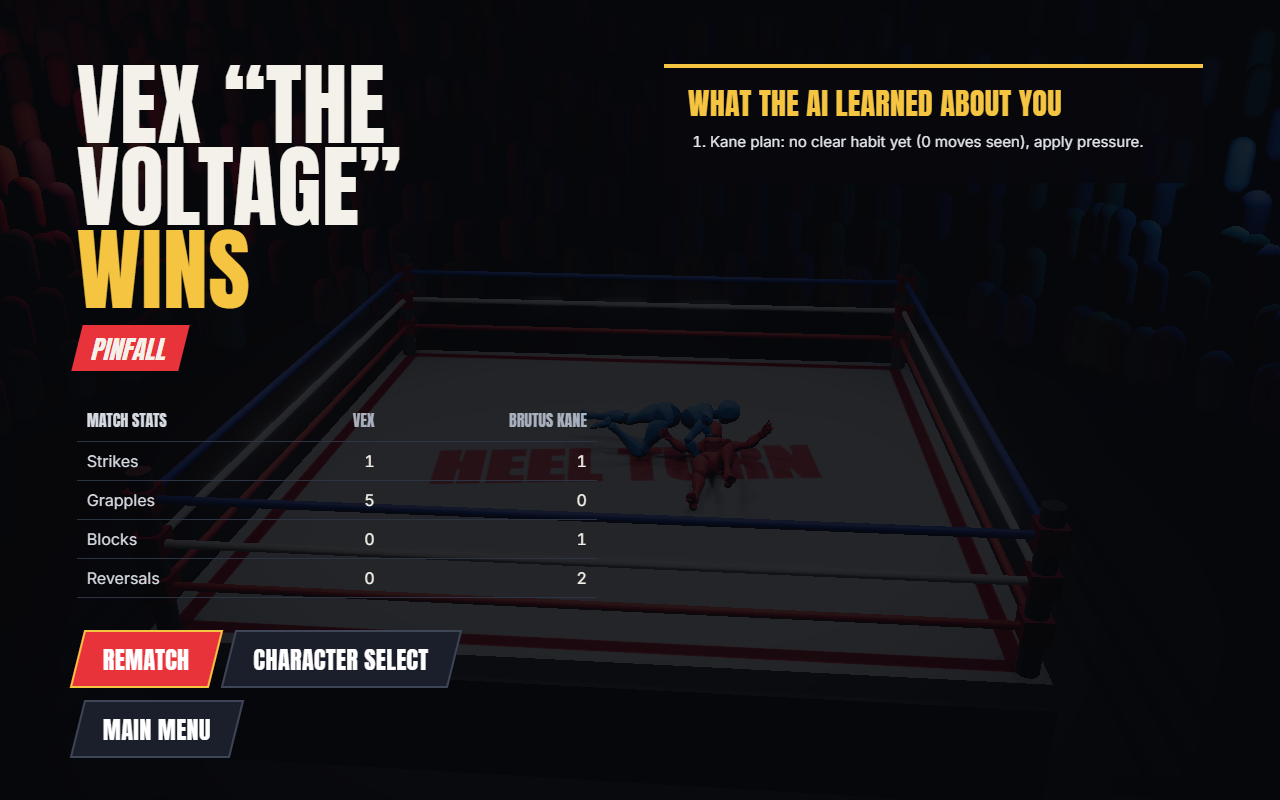 VEX “THE
VOLTAGE”
WINS
PINFALL
MATCH STATS VEX BRUTUS KANE
Strikes 1 1
Grapples 5 0
Blocks 0 1
Reversals 0 2
REMATCH
CHARACTER SELECT
MAIN MENU
WHAT THE AI LEARNED ABOUT YOU
1. Kane plan: no clear habit yet (0 moves seen), apply pressure.
HEEL TURN